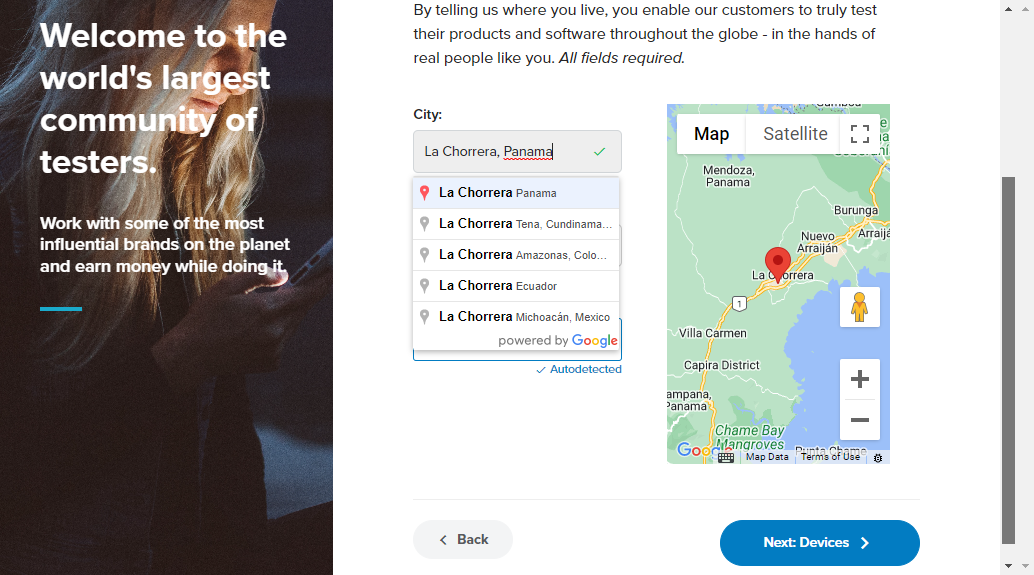 Welcome to the
world's largest
community of
testers.
Work with some of the most
influential brands on the planet
and earn money while doing it.
By telling us where you live, you enable our customers to truly test
their products and software throughout the globe - in the hands of
real people like you. All fields required.
City:
La Chorrera, Panama
La Chorrera Panama
La Chorrera Tena, Cundinama...
La Chorrera Amazonas, Colo...
La Chorrera Ecuador
La Chorrera Michoacán, Mexico
powered by Google
Autodetected
Map
Satellite
Mendoza,
Panama
Burunga
Nuevo
Arraiján
La Chorrera
1
Villa Carmen
Capira District
Panama
Chame Bay
Mangroves
Punta Chame
Google
Map Data
Terms of Use
Back
Next: Devices